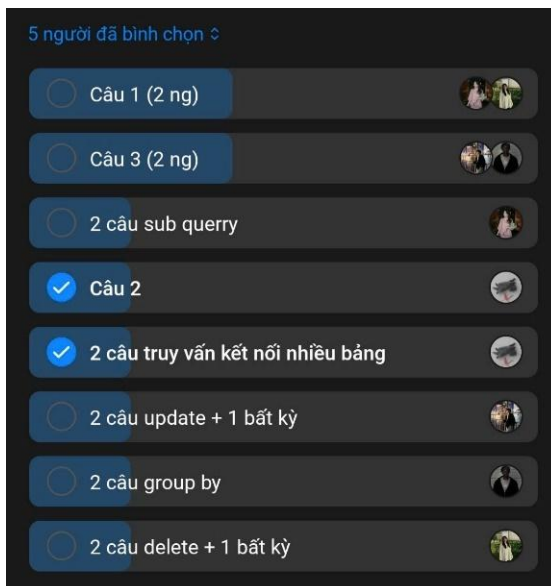 5 người đã bình chọn
Câu 1 (2 ng)
Câu 3 (2 ng)
2 câu sub querry
Câu 2
2 câu truy vấn kết nối nhiều bảng
2 câu update + 1 bất kỳ
2 câu group by
2 câu delete + 1 bất kỳ